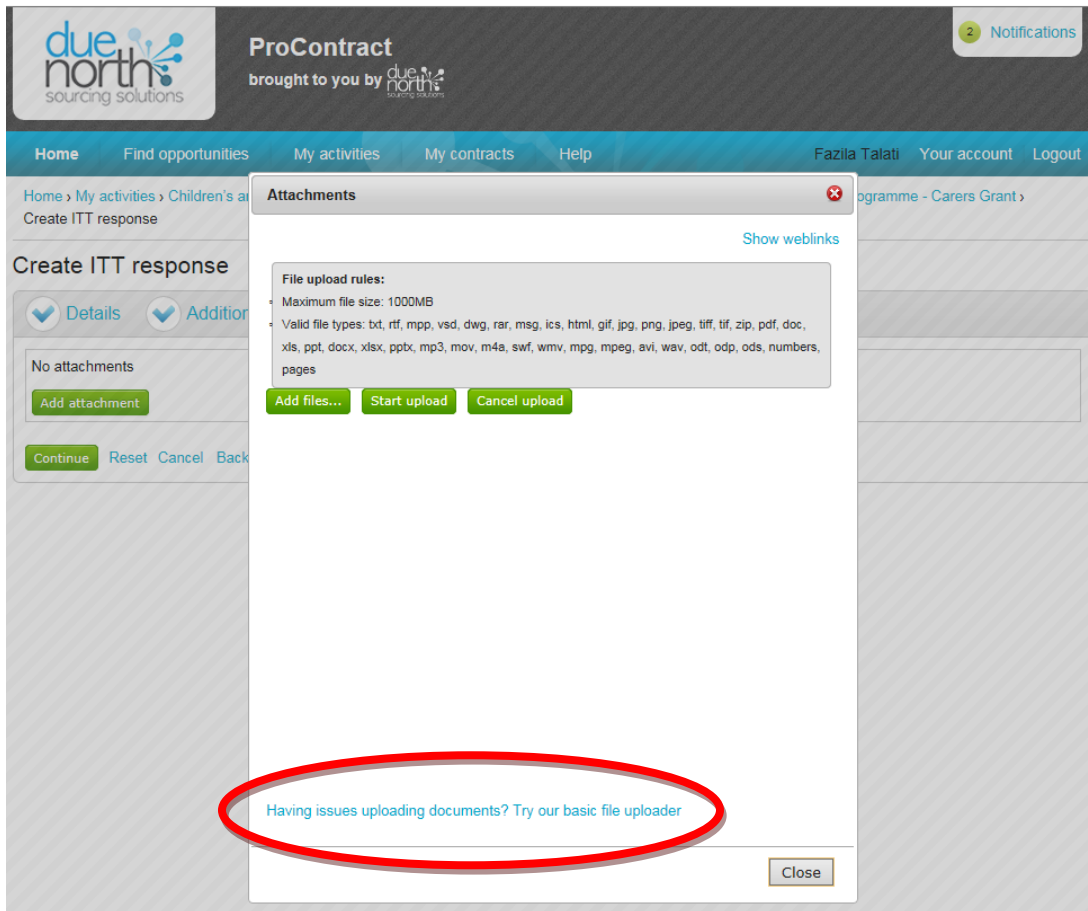 due north
sourcing solutions
ProContract
brought to you by due north
sourcing solutions
2 Notifications
Home Find opportunities My activities My contracts Help Fazila Talati Your account Logout
Home › My activities › Children's a
ogramme - Carers Grant ›
Create ITT response
Create ITT response
Details Addition
No attachments
Add attachment
Continue Reset Cancel Back
Attachments
Show weblinks
File upload rules:
Maximum file size: 1000MB
Valid file types: txt, rtf, mpp, vsd, dwg, rar, msg, ics, html, gif, jpg, png, jpeg, tiff, tif, zip, pdf, doc,
xls, ppt, docx, xlsx, pptx, mp3, mov, m4a, swf, wmv, mpg, mpeg, avi, wav, odt, odp, ods, numbers,
pages
Add files... Start upload Cancel upload
Having issues uploading documents? Try our basic file uploader
Close